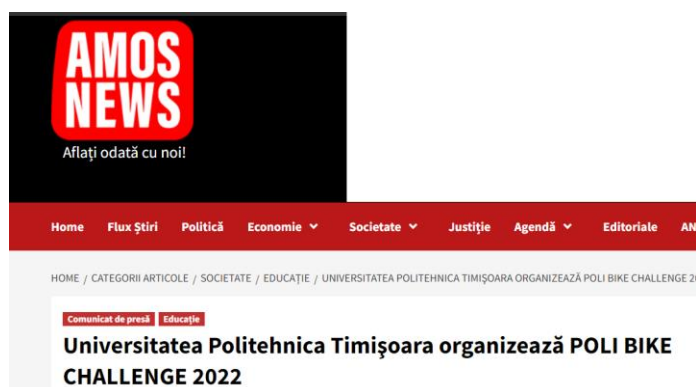 AMOS
NEWS
Aflați odată cu noi!
Home Flux Știri Politică Economie Societate Justiție Agendă Editoriale AN
HOME / CATEGORII ARTICOLE / SOCIETATE / EDUCAȚIE / UNIVERSITATEA POLITEHNICA TIMIȘOARA ORGANIZEAZĂ POLI BIKE CHALLENGE 2
Comunicat de presă Educație
Universitatea Politehnica Timişoara organizează POLI BIKE
CHALLENGE 2022